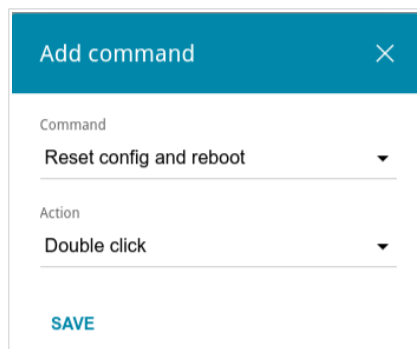 Add command
Command
Reset config and reboot
Action
Double click
SAVE